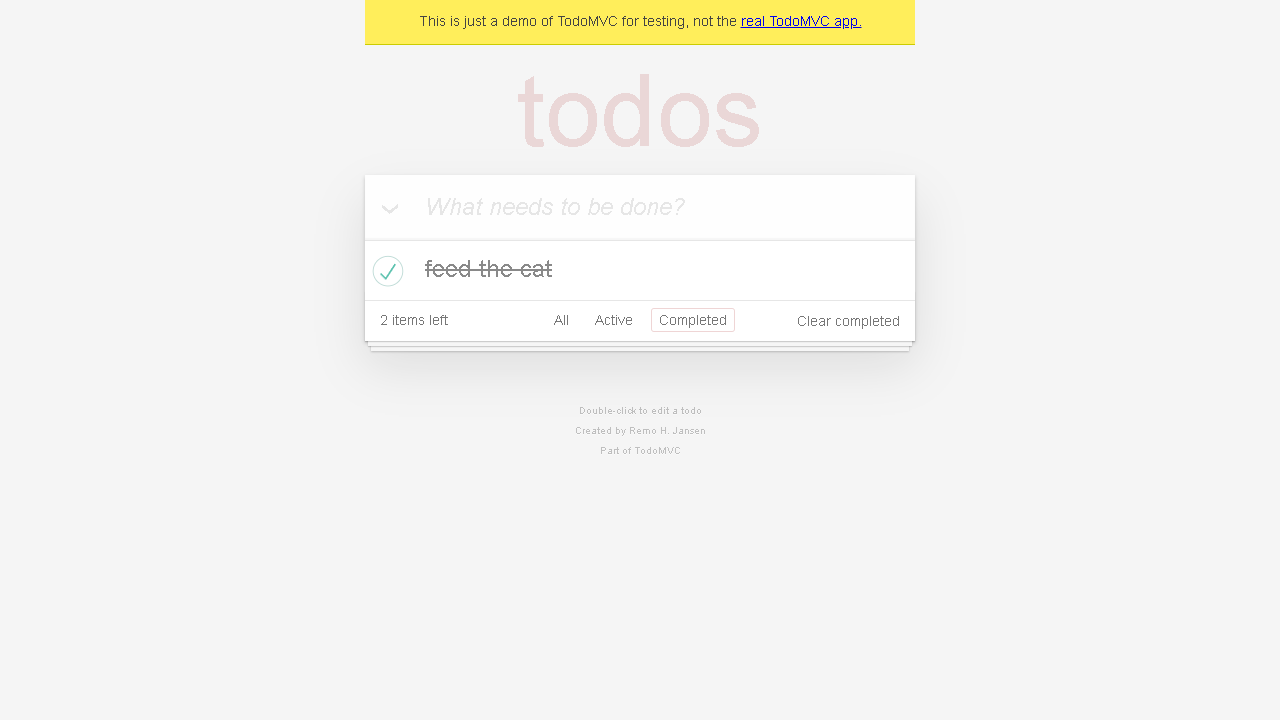 This is just a demo of TodoMVC for testing, not the real TodoMVC app.
todos
What needs to be done?
feed the cat
2 items left All Active Completed Clear completed
Double-click to edit a todo
Created by Remo H. Jansen
Part of TodoMVC